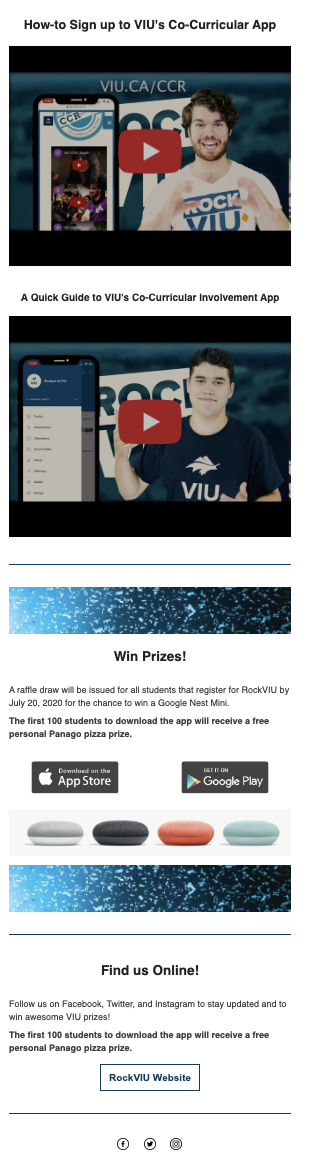 How-to Sign up to VIU's Co-Curricular App
VIU.CA/CCR
CCR
ROCK
VIU
A Quick Guide to VIU's Co-Curricular Involvement App
VIU
Student at VIU
ROCK
VIU
Win Prizes!
A raffle draw will be issued for all students that register for RockVIU by
July 20, 2020 for the chance to win a Google Nest Mini.
The first 100 students to download the app will receive a free
personal Panago pizza prize.
Download on the
App Store
GET IT ON
Google Play
Find us Online!
Follow us on Facebook, Twitter, and Instagram to stay updated and to
win awesome VIU prizes!
The first 100 students to download the app will receive a free
personal Panago pizza prize.
RockVIU Website